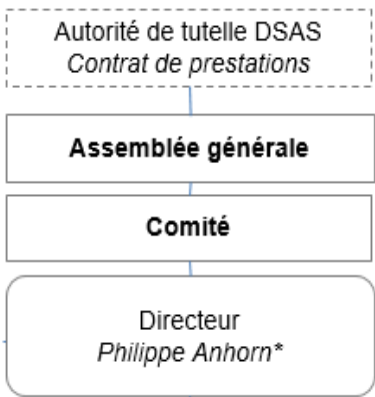 Autorité de tutelle DSAS
Contrat de prestations
Assemblée générale
Comité
Directeur
Philippe Anhorn*